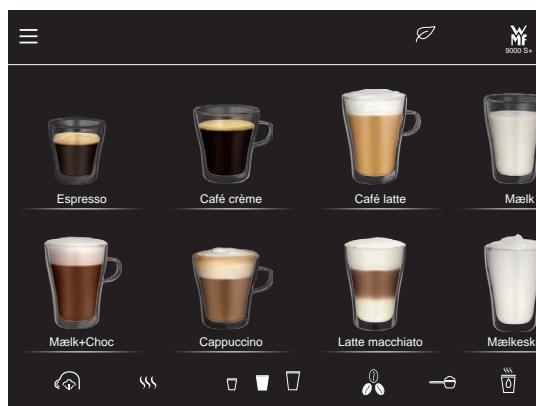 WMF
9000 S+
Espresso Café crème Café latte Mælk
Mælk+Choc Cappuccino Latte macchiato Mælkesk